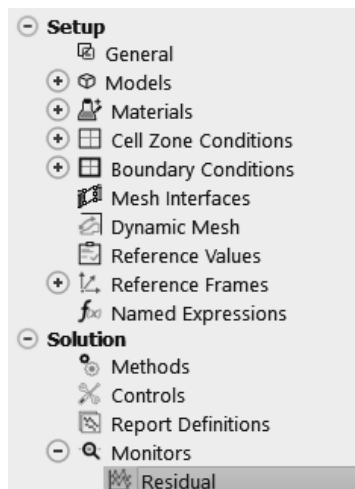 Setup
General
Models
Materials
Cell Zone Conditions
Boundary Conditions
Mesh Interfaces
Dynamic Mesh
Reference Values
Reference Frames
f(x) Named Expressions
Solution
Methods
Controls
Report Definitions
Monitors
Residual